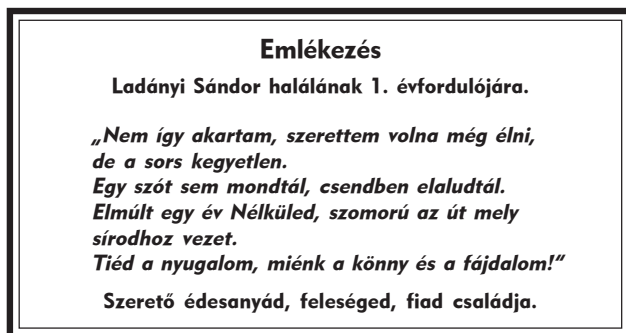 Emlékezés
Ladányi Sándor halálának 1. évfordulójára.
„Nem így akartam, szerettem volna még élni,
de a sors kegyetlen.
Egy szót sem mondtál, csendben elaludtál.
Elmúlt egy év Nélküled, szomorú az út mely
sírodhoz vezet.
Tiéd a nyugalom, miénk a könny és a fájdalom!”
Szerető édesanyád, feleséged, fiad családja.